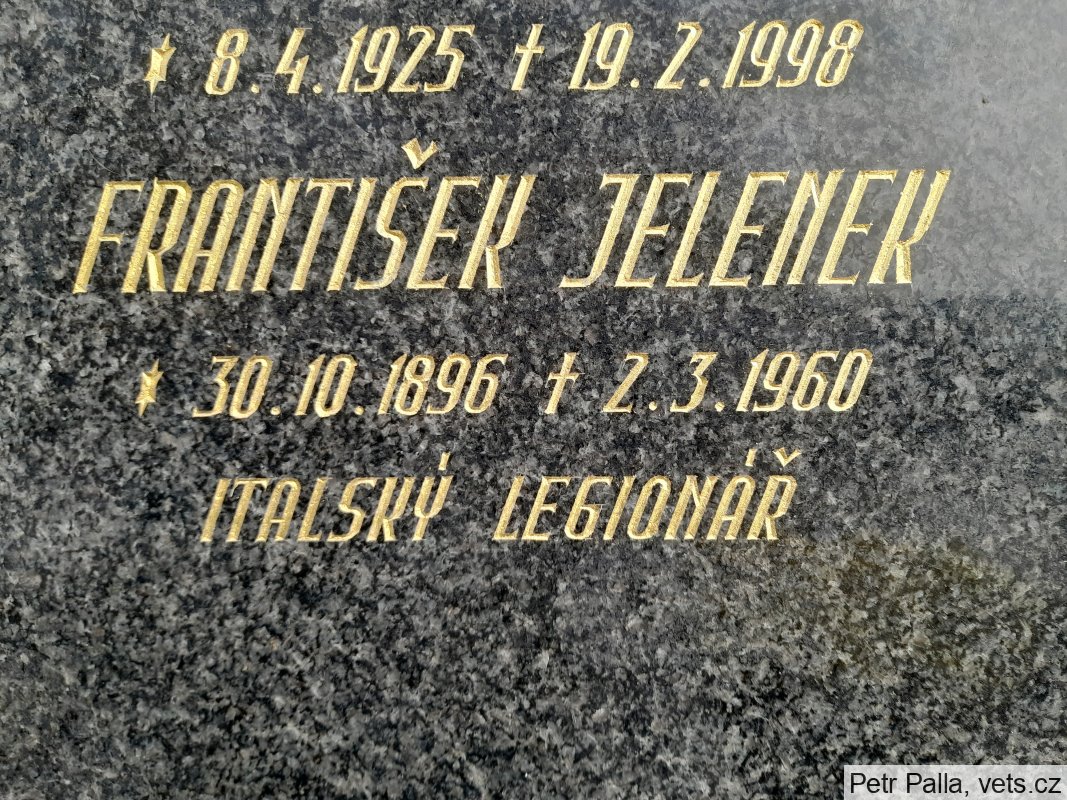 * 8.4.1925 † 19.2.1998
FRANTIŠEK JELENEK
* 30.10.1896 † 2.3.1960
ITALSKÝ LEGIONÁŘ
Petr Palla, vets.cz